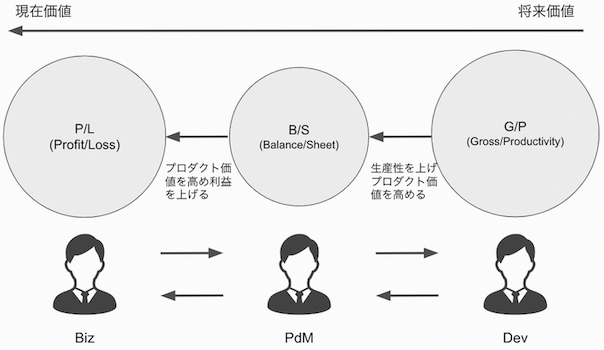 現在価値
将来価値
P/L
(Profit/Loss)
B/S
(Balance/Sheet)
G/P
(Gross/Productivity)
プロダクト価
値を高め利益
を上げる
生産性を上げ
プロダクト価
値を高める
Biz
PdM
Dev